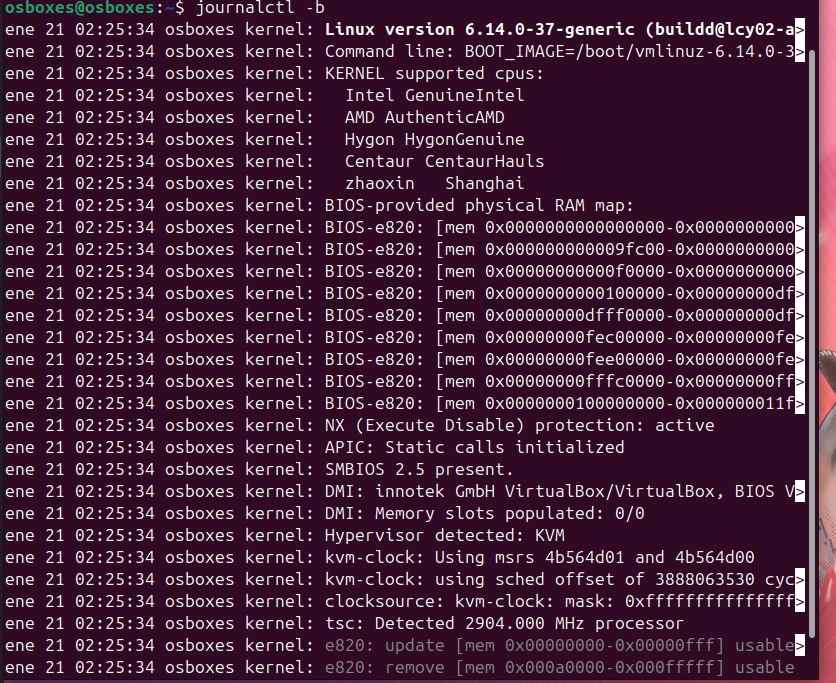 osboxes@osboxes:~$ journalctl -b
ene 21 02:25:34 osboxes kernel: Linux version 6.14.0-37-generic (buildd@lcy02-a>
ene 21 02:25:34 osboxes kernel: Command line: BOOT_IMAGE=/boot/vmlinuz-6.14.0-3>
ene 21 02:25:34 osboxes kernel: KERNEL supported cpus:
ene 21 02:25:34 osboxes kernel:   Intel GenuineIntel
ene 21 02:25:34 osboxes kernel:   AMD AuthenticAMD
ene 21 02:25:34 osboxes kernel:   Hygon HygonGenuine
ene 21 02:25:34 osboxes kernel:   Centaur CentaurHauls
ene 21 02:25:34 osboxes kernel:   zhaoxin   Shanghai
ene 21 02:25:34 osboxes kernel: BIOS-provided physical RAM map:
ene 21 02:25:34 osboxes kernel: BIOS-e820: [mem 0x0000000000000000-0x0000000000>
ene 21 02:25:34 osboxes kernel: BIOS-e820: [mem 0x000000000009fc00-0x0000000000>
ene 21 02:25:34 osboxes kernel: BIOS-e820: [mem 0x00000000000f0000-0x0000000000>
ene 21 02:25:34 osboxes kernel: BIOS-e820: [mem 0x0000000000100000-0x00000000df>
ene 21 02:25:34 osboxes kernel: BIOS-e820: [mem 0x00000000dfff0000-0x00000000df>
ene 21 02:25:34 osboxes kernel: BIOS-e820: [mem 0x00000000fec00000-0x00000000fe>
ene 21 02:25:34 osboxes kernel: BIOS-e820: [mem 0x00000000fee00000-0x00000000fe>
ene 21 02:25:34 osboxes kernel: BIOS-e820: [mem 0x00000000fffc0000-0x00000000ff>
ene 21 02:25:34 osboxes kernel: BIOS-e820: [mem 0x0000000100000000-0x000000011f>
ene 21 02:25:34 osboxes kernel: NX (Execute Disable) protection: active
ene 21 02:25:34 osboxes kernel: APIC: Static calls initialized
ene 21 02:25:34 osboxes kernel: SMBIOS 2.5 present.
ene 21 02:25:34 osboxes kernel: DMI: innotek GmbH VirtualBox/VirtualBox, BIOS V>
ene 21 02:25:34 osboxes kernel: DMI: Memory slots populated: 0/0
ene 21 02:25:34 osboxes kernel: Hypervisor detected: KVM
ene 21 02:25:34 osboxes kernel: kvm-clock: Using msrs 4b564d01 and 4b564d00
ene 21 02:25:34 osboxes kernel: kvm-clock: using sched offset of 3888063530 cyc>
ene 21 02:25:34 osboxes kernel: clocksource: kvm-clock: mask: 0xfffffffffffffff>
ene 21 02:25:34 osboxes kernel: tsc: Detected 2904.000 MHz processor
ene 21 02:25:34 osboxes kernel: e820: update [mem 0x00000000-0x00000fff] usable>
ene 21 02:25:34 osboxes kernel: e820: remove [mem 0x000a0000-0x000fffff] usable